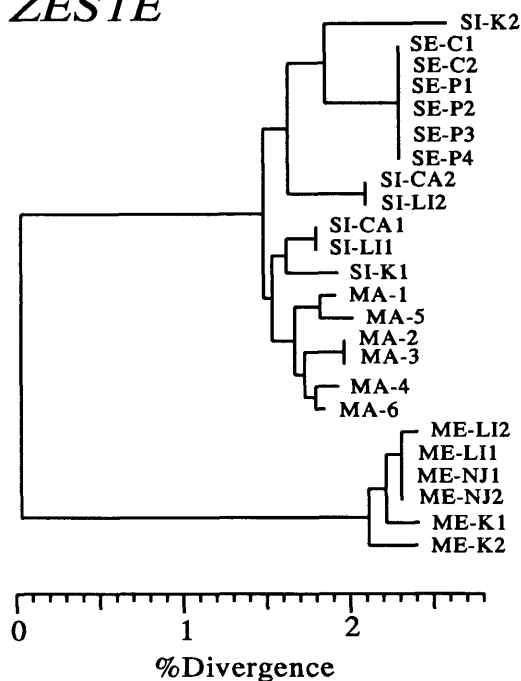 ZESTE
SI-K2
SE-C1
SE-C2
SE-P1
SE-P2
SE-P3
SE-P4
SI-CA2
SI-LI2
SI-CA1
SI-LI1
SI-K1
MA-1
MA-5
MA-2
MA-3
MA-4
MA-6
ME-LI2
ME-LI1
ME-NJ1
ME-NJ2
ME-K1
ME-K2
0 1 2
%Divergence